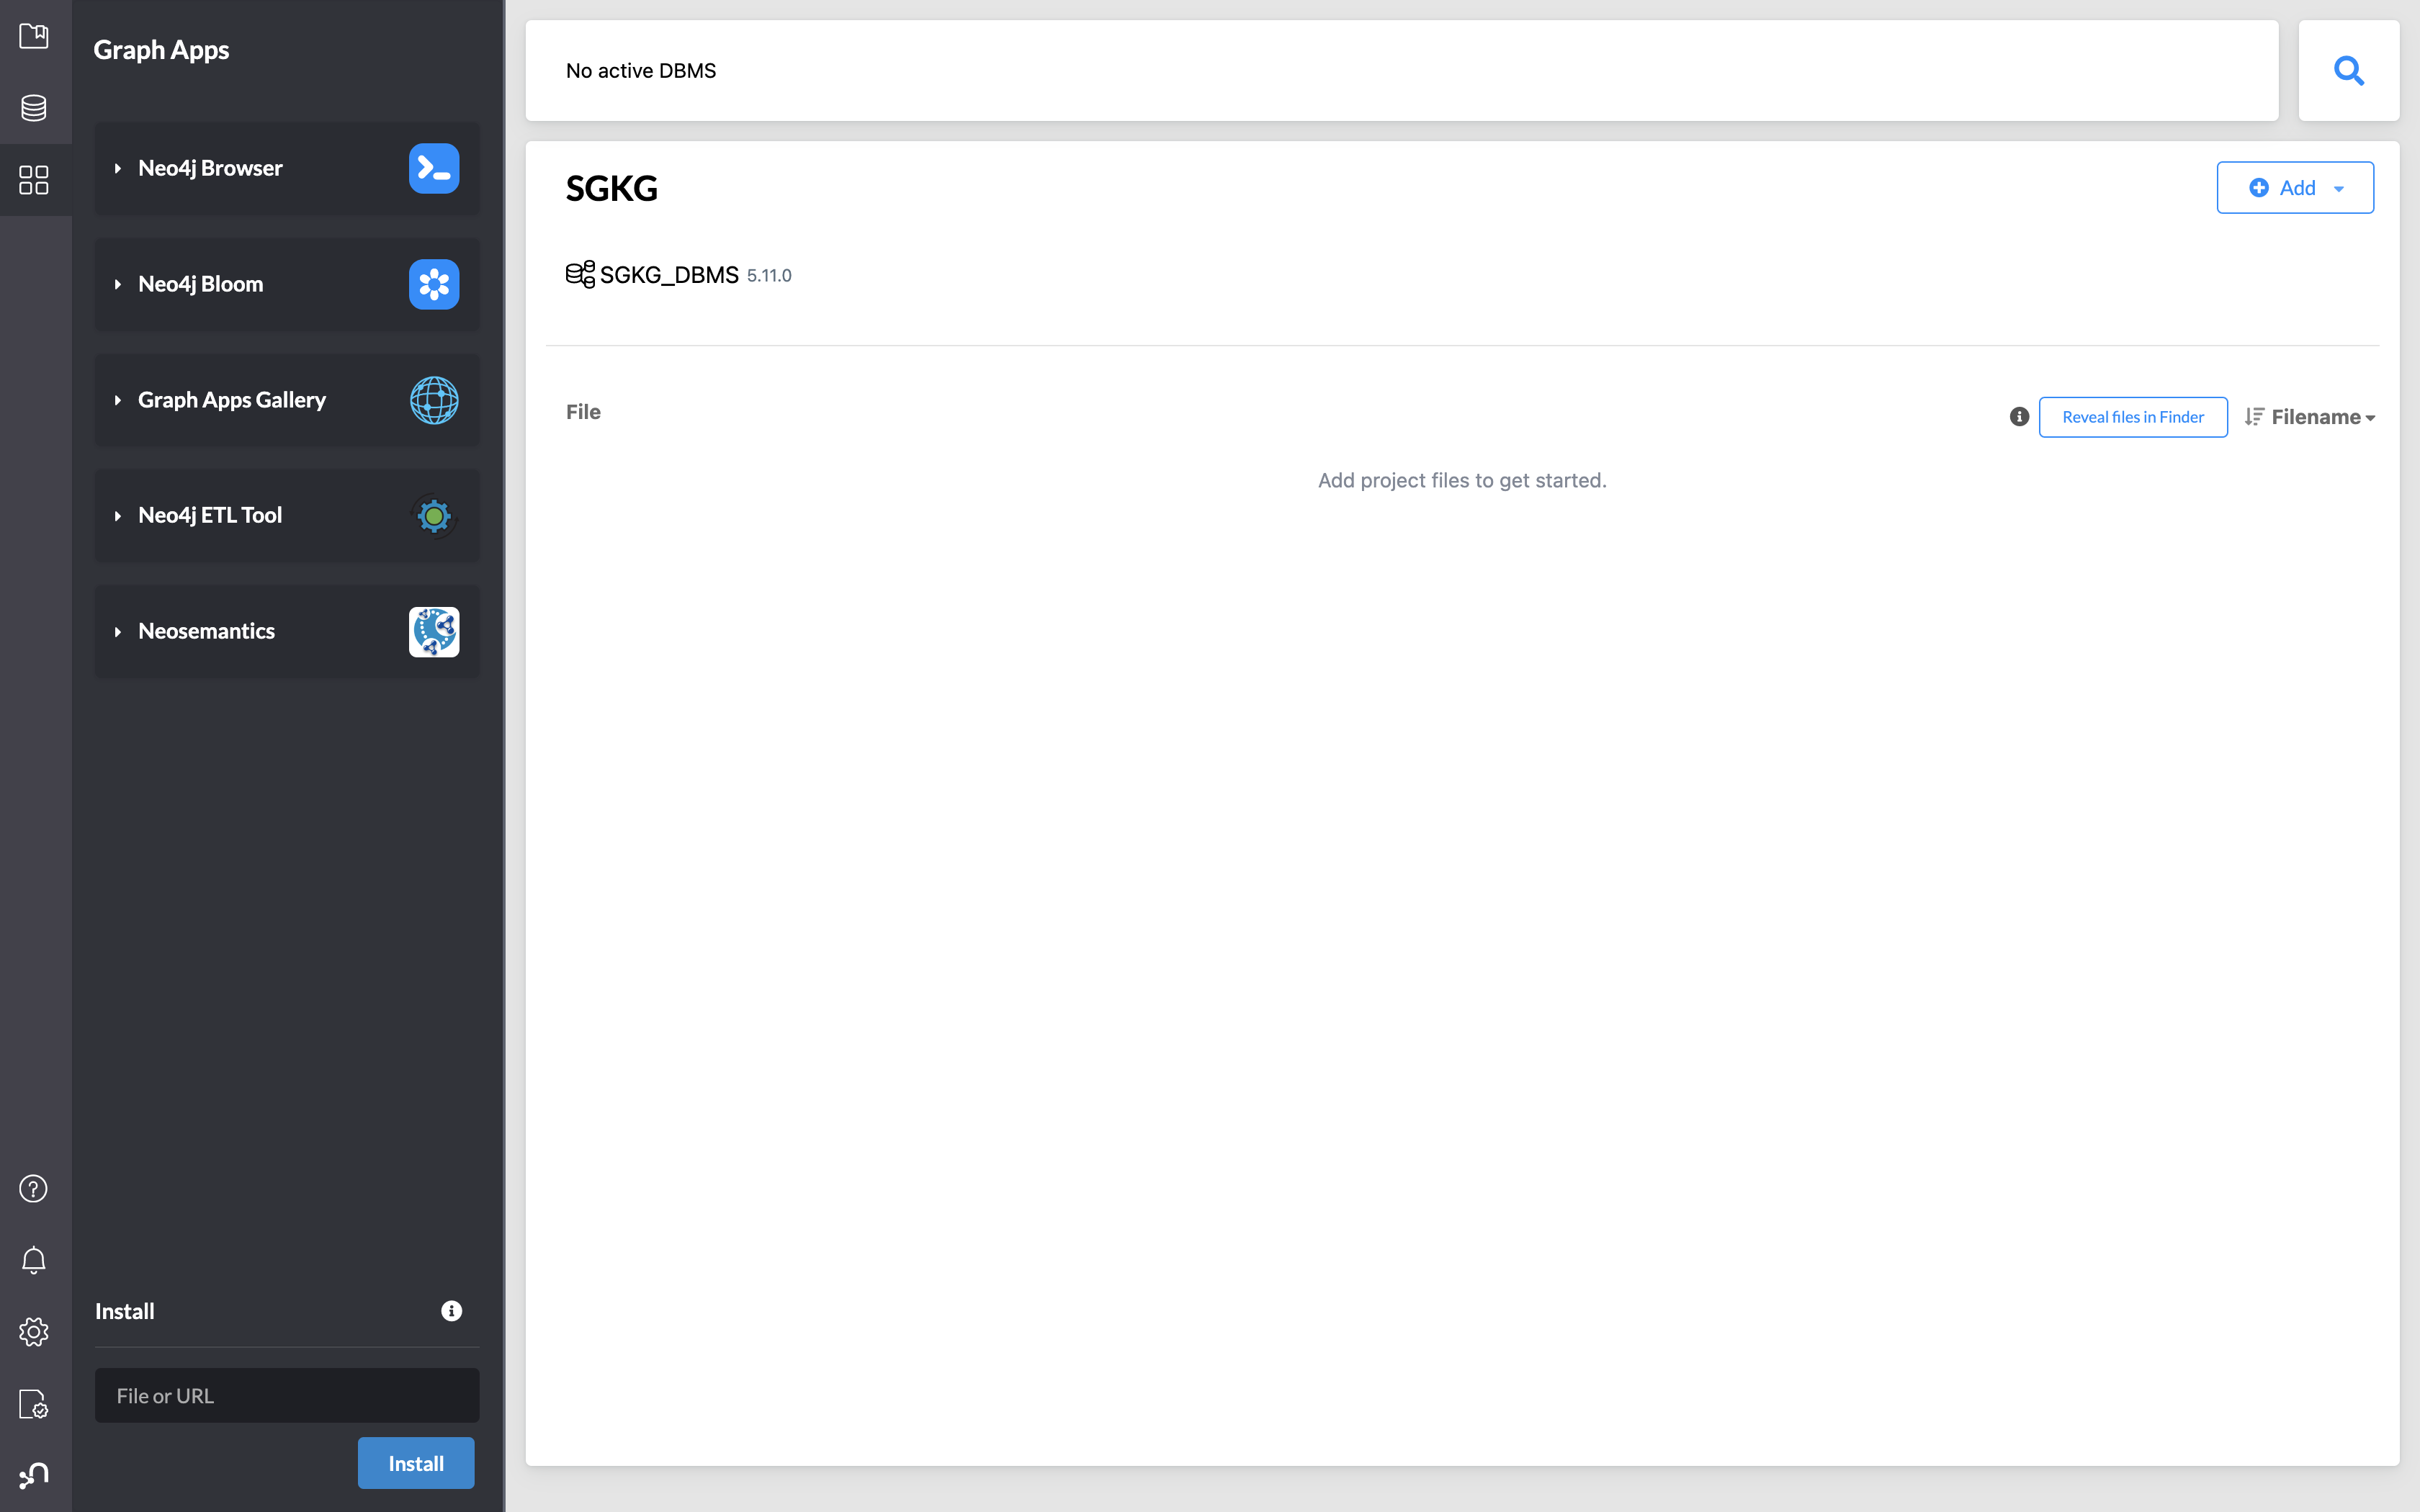 Graph Apps
Neo4j Browser
Neo4j Bloom
Graph Apps Gallery
Neo4j ETL Tool
Neosemantics
Install
File or URL
Install
No active DBMS
SGKG
Add
SGKG_DBMS 5.11.0
File
Reveal files in Finder
Filename
Add project files to get started.